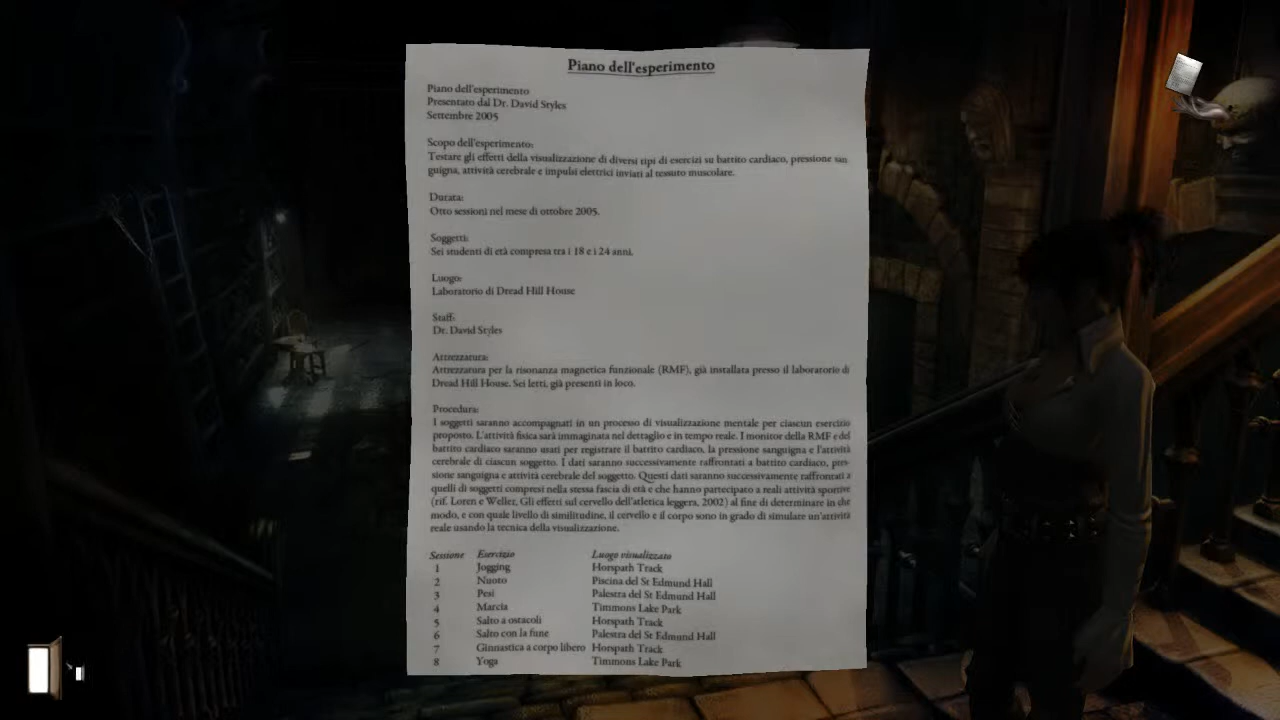 Piano dell'esperimento
Piano dell'esperimento
Presentato dal Dr. David Styles
Settembre 2005
Scopo dell'esperimento:
Testare gli effetti della visualizzazione di diversi tipi di esercizi su battito cardiaco, pressione san
guigna, attività cerebrale e impulsi elettrici inviati al tessuto muscolare.
Durata:
Otto sessioni nel mese di ottobre 2005.
Soggetti:
Sei studenti di età compresa tra i 18 e i 24 anni.
Luogo:
Laboratorio di Dread Hill House
Staff:
Dr. David Styles
Attrezzatura:
Attrezzatura per la risonanza magnetica funzionale (RMF), già installata presso il laboratorio di
Dread Hill House. Sei letti, già presenti in loco.
Procedura:
I soggetti saranno accompagnati in un processo di visualizzazione mentale per ciascun esercizio
proposto. L'attività fisica sarà immaginata nel dettaglio e in tempo reale. I monitor della RMF e del
battito cardiaco saranno usati per registrare il battito cardiaco, la pressione sanguigna e l'attività
cerebrale di ciascun soggetto. I dati saranno successivamente raffrontati a battito cardiaco, pres-
sione sanguigna e attività cerebrale del soggetto. Questi dati saranno successivamente raffrontati a
quelli di soggetti compresi nella stessa fascia di età e che hanno partecipato a reali attività sportive
(rif. Loren e Weller, Gli effetti sul cervello dell'atletica leggera, 2002) al fine di determinare in che
modo, e con quale livello di similitudine, il cervello e il corpo sono in grado di simulare un'attività
reale usando la tecnica della visualizzazione.
Sessione Esercizio Luogo visualizzato
1 Jogging Horspath Track
2 Nuoto Piscina del St Edmund Hall
3 Pesi Palestra del St Edmund Hall
4 Marcia Timmons Lake Park
5 Salto a ostacoli Horspath Track
6 Salto con la fune Palestra del St Edmund Hall
7 Ginnastica a corpo libero Horspath Track
8 Yoga Timmons Lake Park